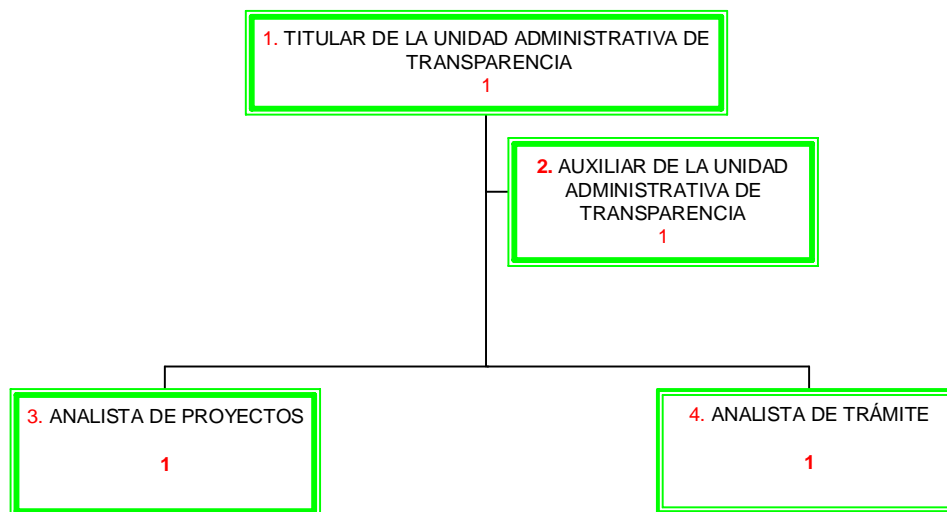 1. TITULAR DE LA UNIDAD ADMINISTRATIVA DE
TRANSPARENCIA
1
2. AUXILIAR DE LA UNIDAD
ADMINISTRATIVA DE
TRANSPARENCIA
1
3. ANALISTA DE PROYECTOS
1
4. ANALISTA DE TRÁMITE
1